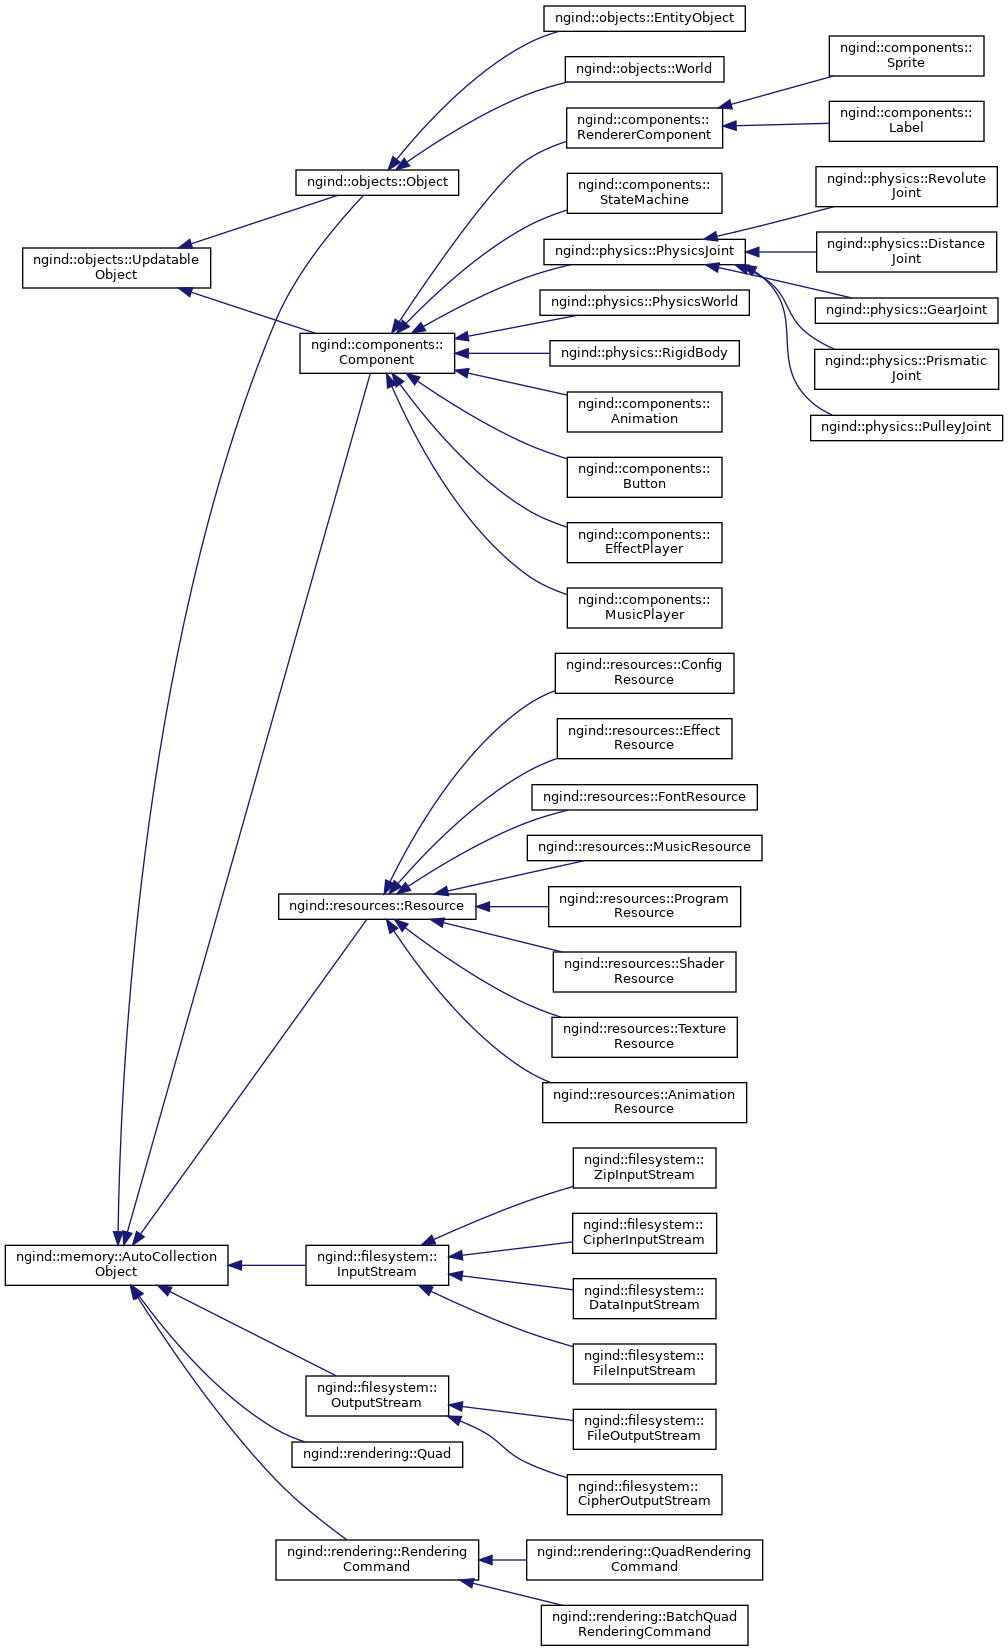 ngind::objects::EntityObject
ngind::objects::World
ngind::components::
Sprite
ngind::components::
RendererComponent
ngind::components::
Label
ngind::objects::Object
ngind::components::
StateMachine
ngind::physics::Revolute
Joint
ngind::objects::Updatable
Object
ngind::physics::PhysicsJoint
ngind::physics::Distance
Joint
ngind::physics::PhysicsWorld
ngind::physics::GearJoint
ngind::components::
Component
ngind::physics::RigidBody
ngind::physics::Prismatic
Joint
ngind::components::
Animation
ngind::physics::PulleyJoint
ngind::components::
Button
ngind::components::
EffectPlayer
ngind::components::
MusicPlayer
ngind::resources::Config
Resource
ngind::resources::Effect
Resource
ngind::resources::FontResource
ngind::resources::MusicResource
ngind::resources::Resource
ngind::resources::Program
Resource
ngind::resources::Shader
Resource
ngind::resources::Texture
Resource
ngind::resources::Animation
Resource
ngind::filesystem::
ZipInputStream
ngind::filesystem::
CipherInputStream
ngind::memory::AutoCollection
Object
ngind::filesystem::
InputStream
ngind::filesystem::
DataInputStream
ngind::filesystem::
FileInputStream
ngind::filesystem::
OutputStream
ngind::filesystem::
FileOutputStream
ngind::rendering::Quad
ngind::filesystem::
CipherOutputStream
ngind::rendering::Rendering
Command
ngind::rendering::QuadRendering
Command
ngind::rendering::BatchQuad
RenderingCommand